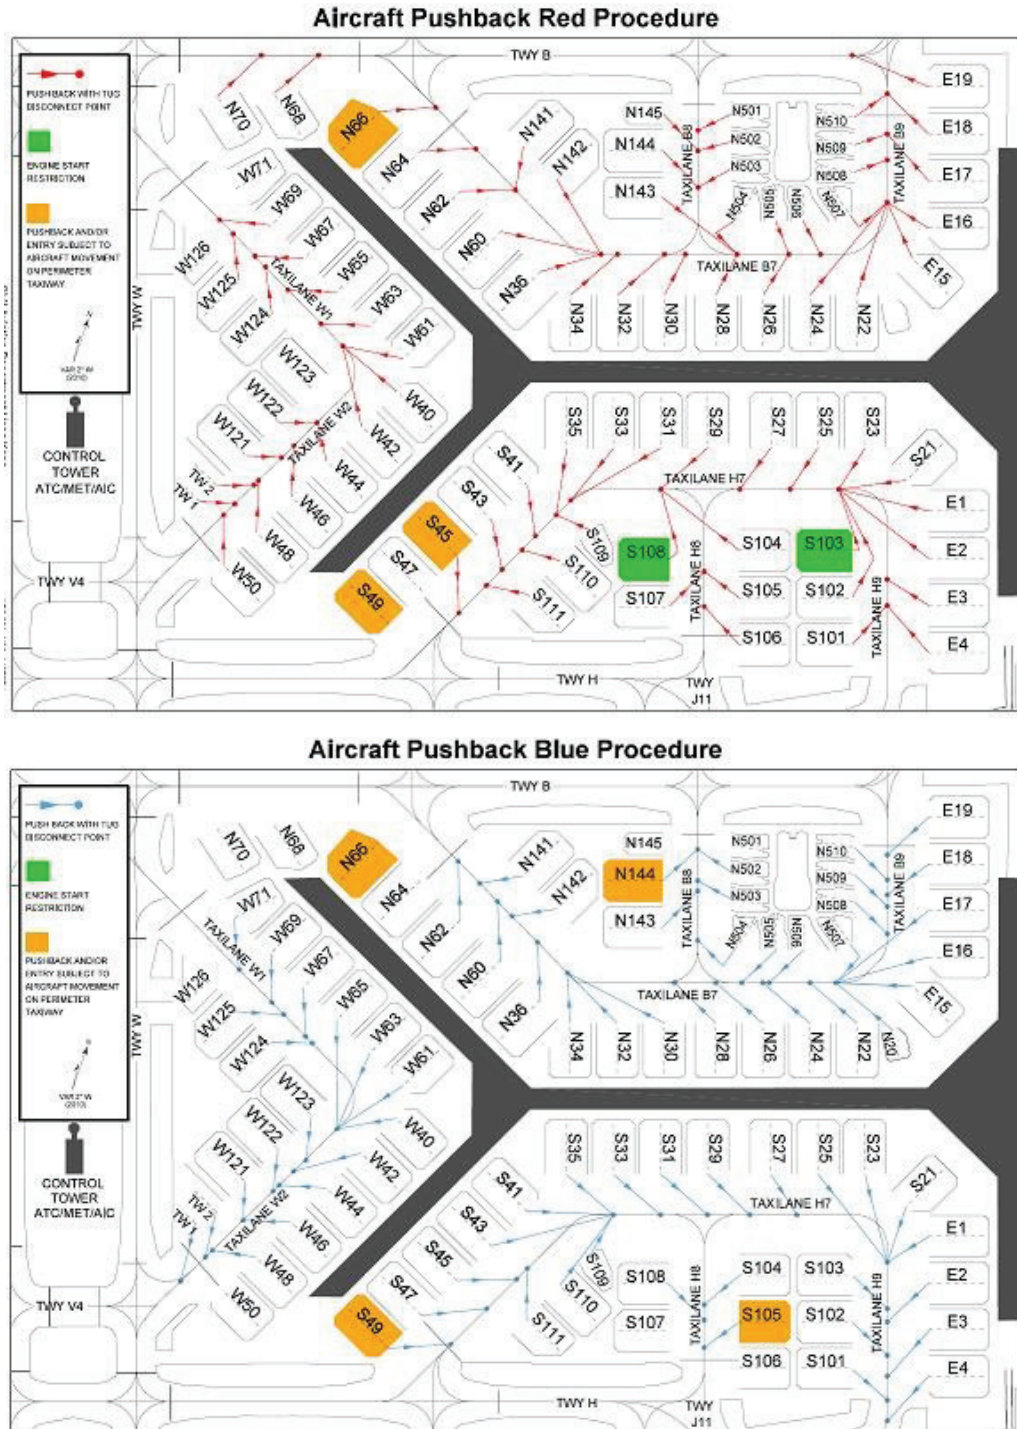 Aircraft Pushback Red Procedure
PUSHBACK WITH TUG
DISCONNECT POINT
ENGINE START
RESTRICTION
PUSHBACK AND/OR
ENTRY SUBJECT TO
AIRCRAFT MOVEMENT
ON PERIMETER
TAXIWAY
N
VAR 2° W
(2010)
CONTROL
TOWER
ATC/MET/AIC
TWY B
TWY W
TWY V4
TWY H
TWY
J11
TAXILANE W1
TAXILANE W2
TAXILANE B8
TAXILANE B9
TAXILANE B7
TAXILANE H7
TAXILANE H8
TAXILANE H9
TW 2
TW 1
N70
N68
N66
N64
N62
N60
N36
N141
N142
N145
N144
N143
N501
N502
N503
N504
N505
N506
N507
N508
N509
N510
E19
E18
E17
E16
E15
N34
N32
N30
N28
N26
N24
N22
W71
W69
W67
W65
W63
W61
W126
W125
W124
W123
W122
W121
W40
W42
W44
W46
W48
W50
S35
S33
S31
S29
S27
S25
S23
S21
S41
S43
S45
S47
S49
S109
S110
S111
S108
S107
S104
S105
S106
S103
S102
S101
E1
E2
E3
E4
Aircraft Pushback Blue Procedure
PUSH BACK WITH TUG
DISCONNECT POINT
ENGINE START
RESTRICTION
PUSHBACK AND/OR
ENTRY SUBJECT TO
AIRCRAFT MOVEMENT
ON PERIMETER
TAXIWAY
VAR 2° W
(2010)
CONTROL
TOWER
ATC/MET/AIC
TWY B
TWY W
TWY V4
TWY H
TWY
J11
TAXILANE W1
TAXILANE W2
TAXILANE B8
TAXILANE B9
TAXILANE B7
TAXILANE H7
TAXILANE H8
TAXILANE H9
TW 2
TW 1
N70
N68
N66
N64
N62
N60
N36
N141
N142
N145
N144
N143
N501
N502
N503
N504
N505
N506
N507
N508
N509
N510
E19
E18
E17
E16
E15
N34
N32
N30
N28
N26
N24
N22
N20
W71
W69
W67
W65
W63
W61
W126
W125
W124
W123
W122
W121
W40
W42
W44
W46
W48
W50
S35
S33
S31
S29
S27
S25
S23
S21
S41
S43
S45
S47
S49
S109
S110
S111
S108
S107
S104
S105
S106
S103
S102
S101
E1
E2
E3
E4